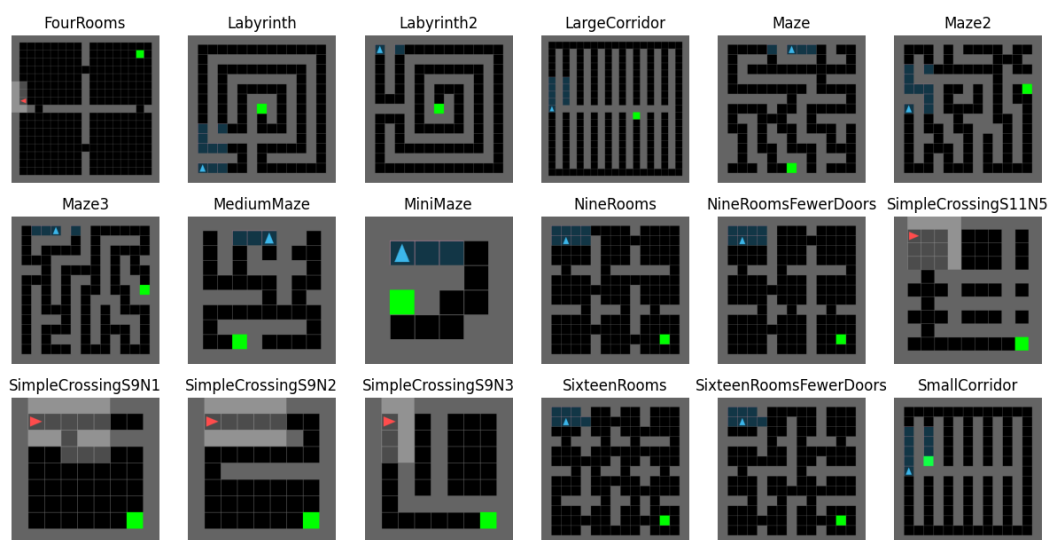 FourRooms
Labyrinth
Labyrinth2
LargeCorridor
Maze
Maze2
Maze3
MediumMaze
MiniMaze
NineRooms
NineRoomsFewerDoors
SimpleCrossingS11N5
SimpleCrossingS9N1
SimpleCrossingS9N2
SimpleCrossingS9N3
SixteenRooms
SixteenRoomsFewerDoors
SmallCorridor